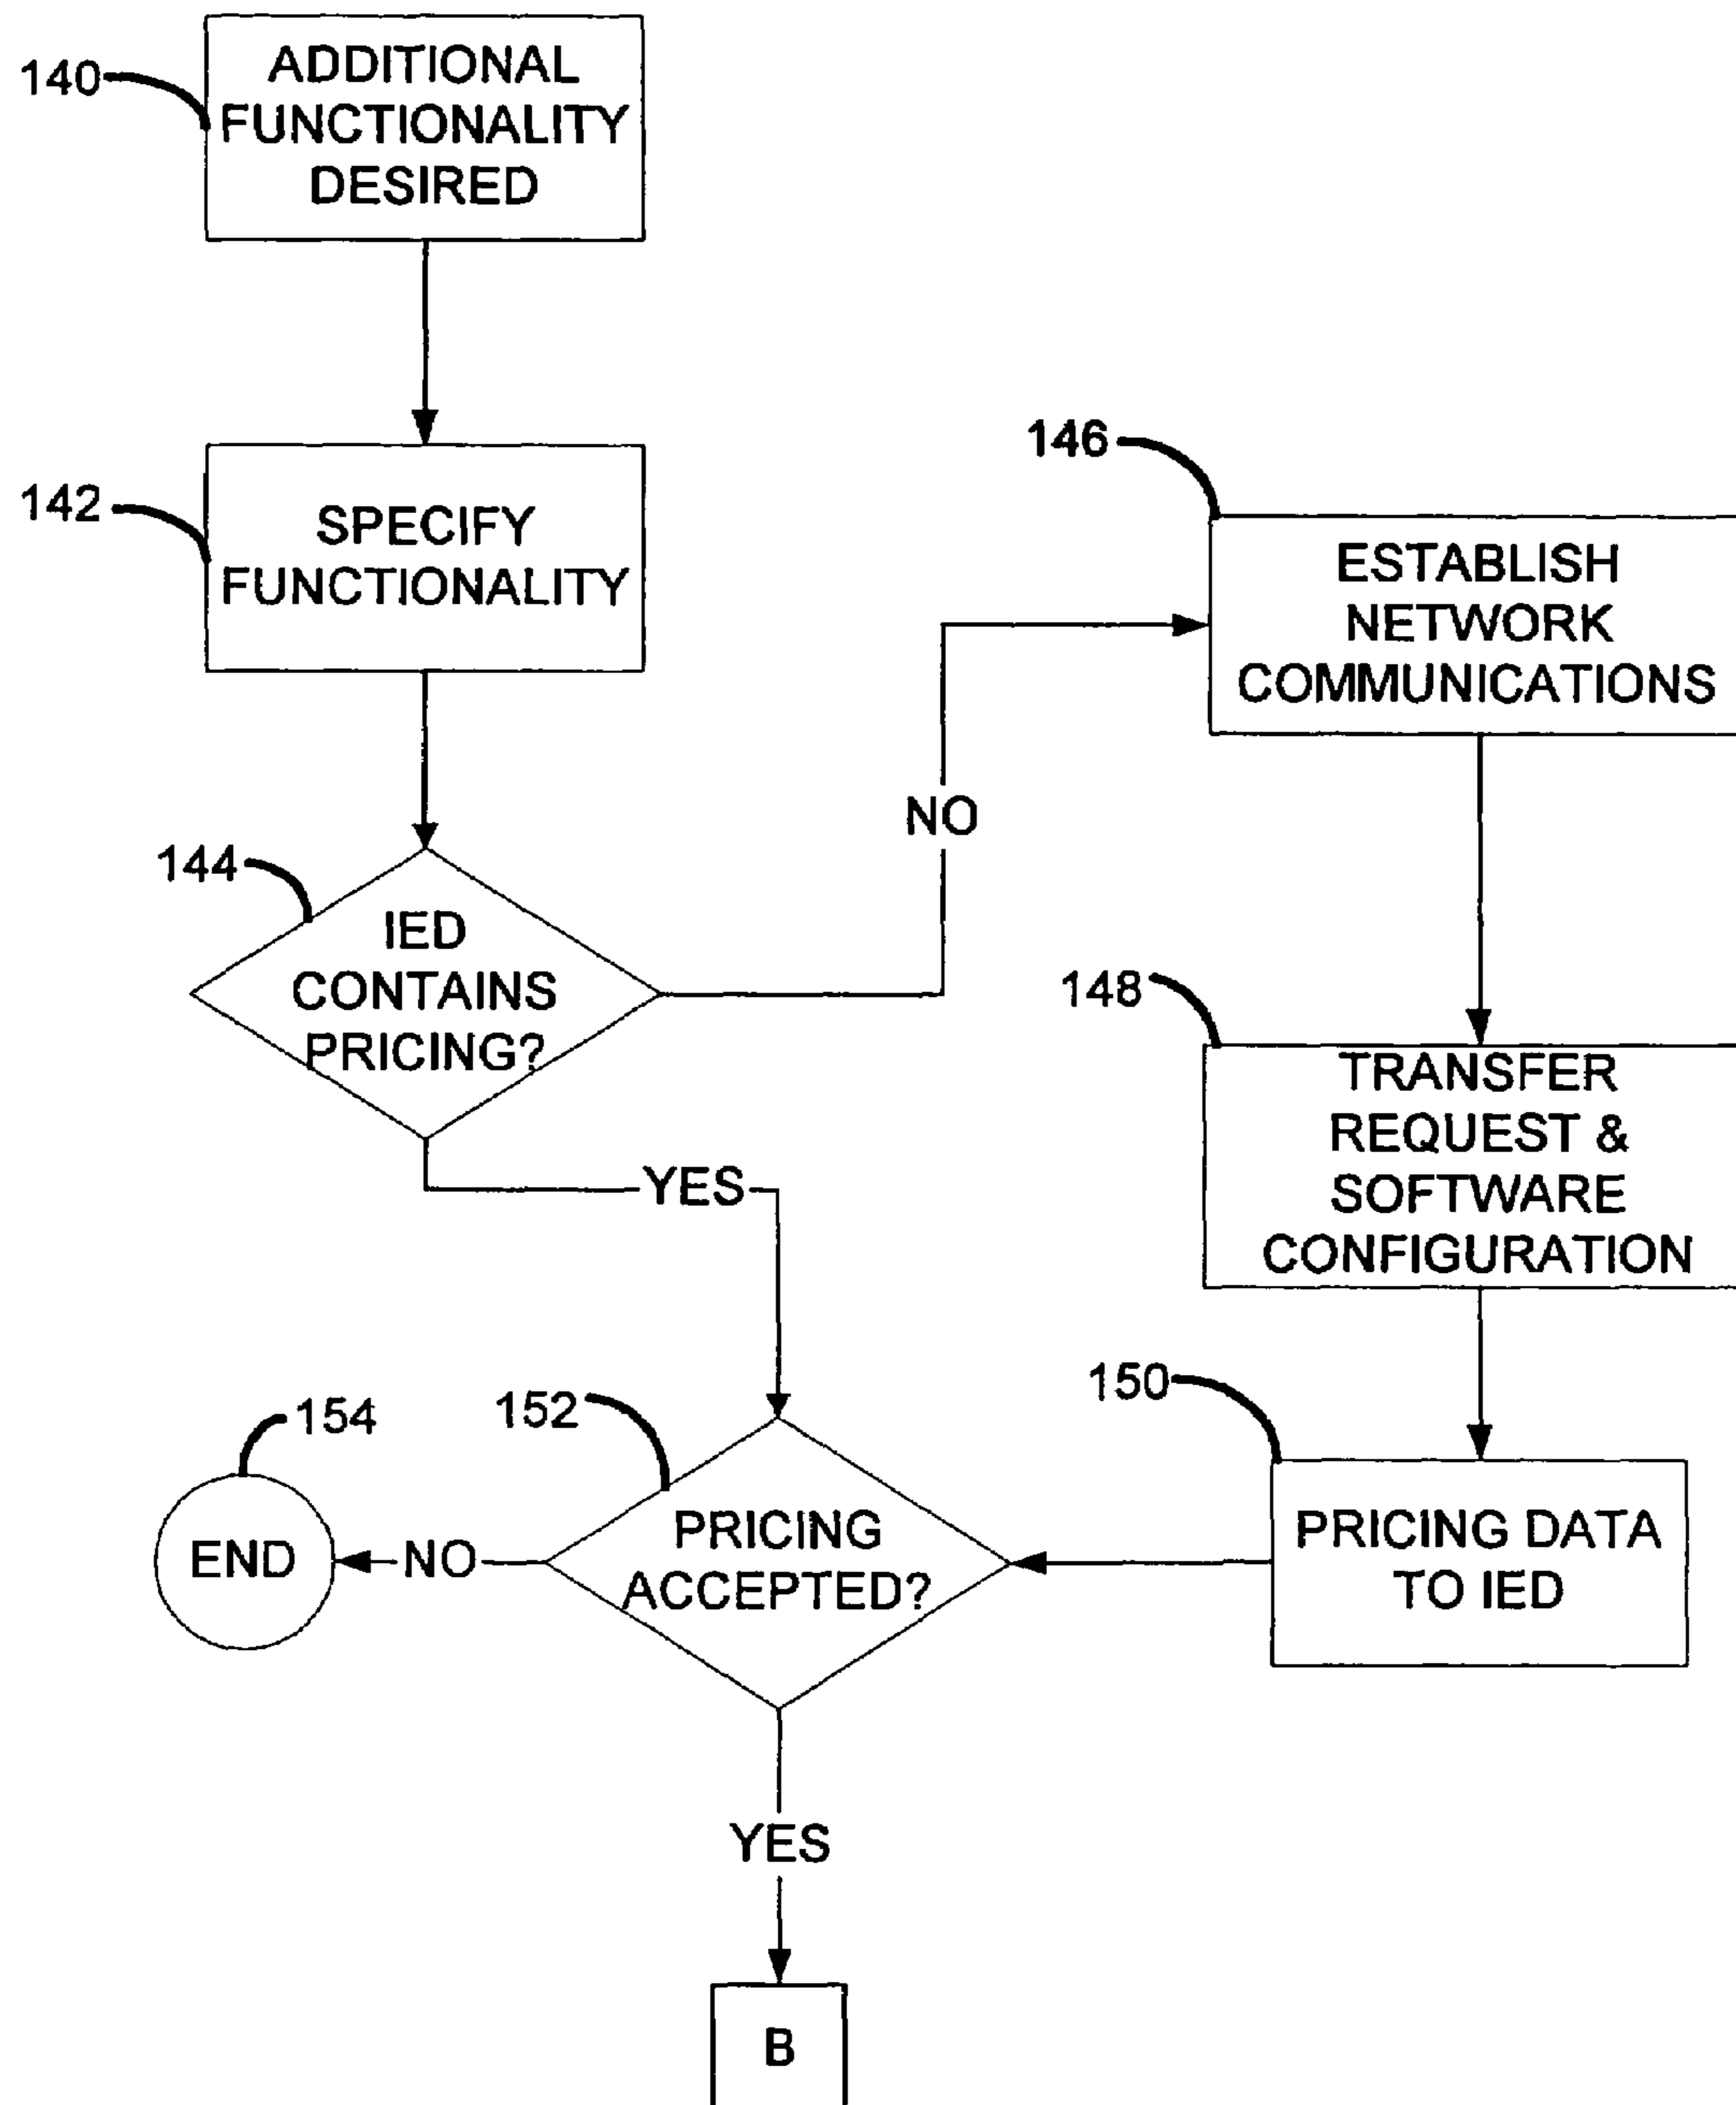 140
ADDITIONAL
FUNCTIONALITY
DESIRED
142
SPECIFY
FUNCTIONALITY
146
ESTABLISH
NETWORK
COMMUNICATIONS
NO
144
IED
CONTAINS
PRICING?
148
TRANSFER
REQUEST &
SOFTWARE
CONFIGURATION
YES
150
PRICING DATA
TO IED
152
PRICING
ACCEPTED?
154
END
NO
YES
B